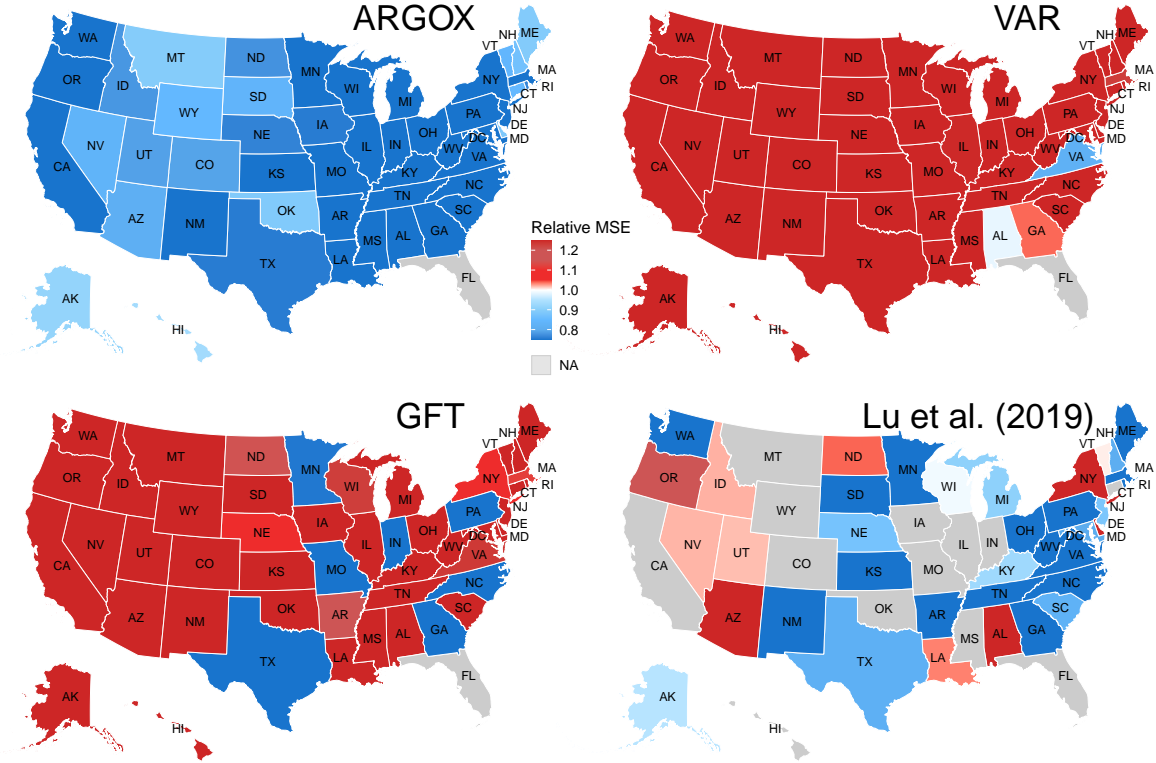 ARGOX
WA
OR
CA
ID
NV
MT
WY
UT
AZ
CO
NM
ND
SD
NE
KS
OK
TX
MN
IA
MO
AR
LA
WI
IL
MS
MI
IN
KY
TN
AL
OH
WV
GA
FL
SC
NC
VA
DC
PA
NY
VT
NH
ME
MA
RI
CT
NJ
DE
MD
AK
HI
Relative MSE
1.2
1.1
1.0
0.9
0.8
NA
VAR
WA
OR
CA
ID
NV
MT
WY
UT
AZ
CO
NM
ND
SD
NE
KS
OK
TX
MN
IA
MO
AR
LA
WI
IL
MS
MI
IN
KY
TN
AL
OH
WV
GA
FL
SC
NC
VA
DC
PA
NY
VT
NH
ME
MA
RI
CT
NJ
DE
MD
AK
HI
GFT
WA
OR
CA
ID
NV
MT
WY
UT
AZ
CO
NM
ND
SD
NE
KS
OK
TX
MN
IA
MO
AR
LA
WI
IL
MS
MI
IN
KY
TN
AL
OH
WV
GA
FL
SC
NC
VA
DC
PA
NY
VT
NH
ME
MA
RI
CT
NJ
DE
MD
AK
HI
Lu et al. (2019)
WA
OR
CA
ID
NV
MT
WY
UT
AZ
CO
NM
ND
SD
NE
KS
OK
TX
MN
IA
MO
AR
LA
WI
IL
MS
MI
IN
KY
TN
AL
OH
WV
GA
FL
SC
NC
VA
DC
PA
NY
VT
NH
ME
MA
RI
CT
NJ
DE
MD
AK
HI